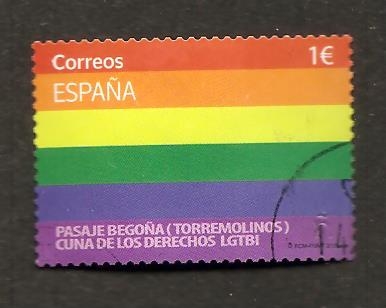 Correos 1€
ESPAÑA
PASAJE BEGOÑA (TORREMOLINOS)
CUNA DE LOS DERECHOS LGTBI